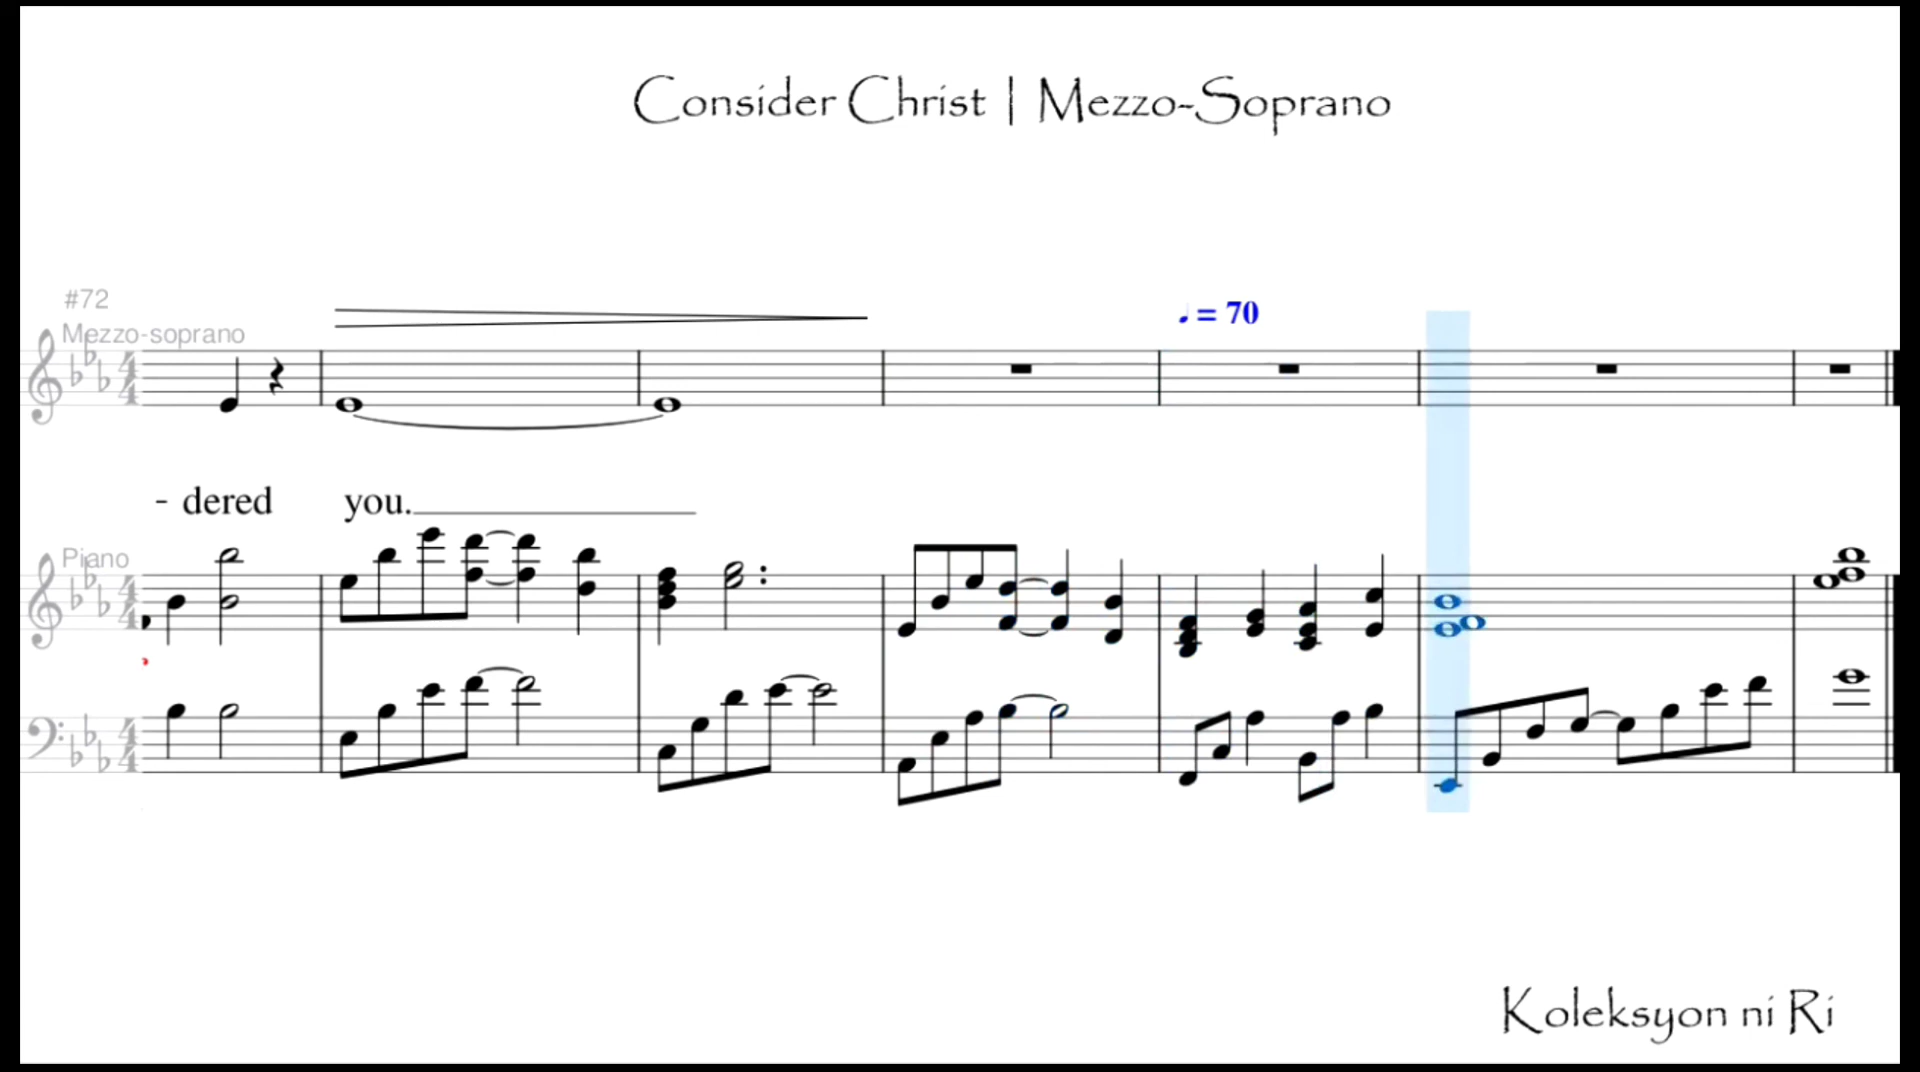 Consider Christ | Mezzo-Soprano
#72
Mezzo-soprano
♩ = 70
- dered you.
Piano
Koleksyon ni Ri